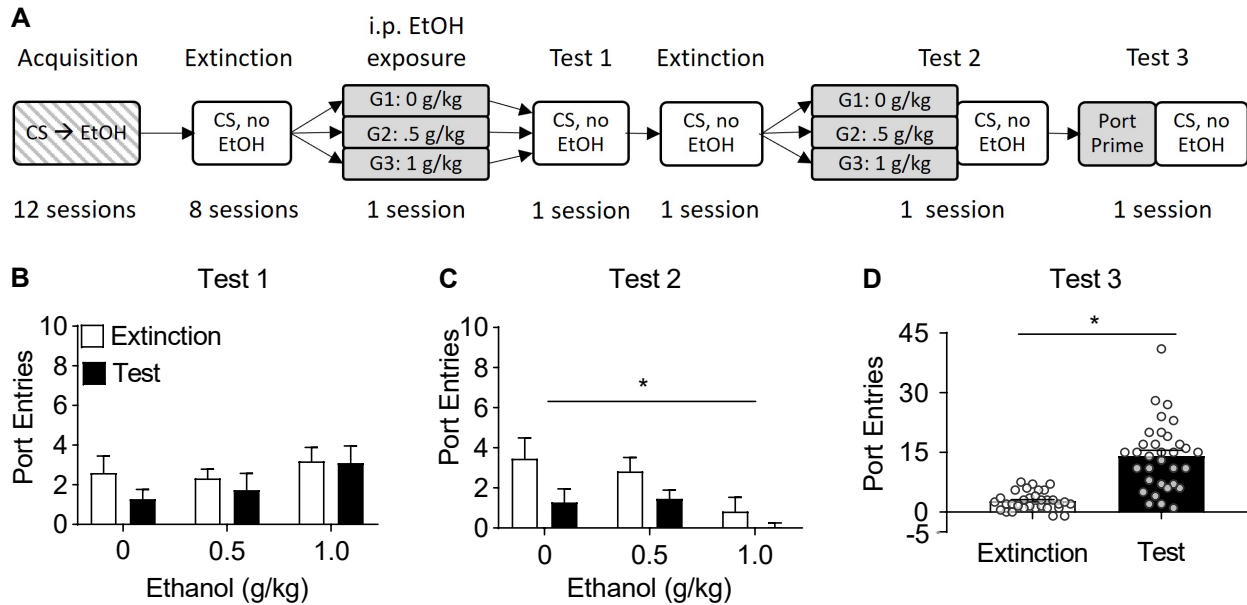 A
i.p. EtOH
Acquisition Extinction exposure Test 1 Extinction Test 2 Test 3
CS → EtOH
CS, no
EtOH
G1: 0 g/kg
G2: .5 g/kg
G3: 1 g/kg
CS, no
EtOH
CS, no
EtOH
G1: 0 g/kg
G2: .5 g/kg
G3: 1 g/kg
CS, no
EtOH
Port
Prime
CS, no
EtOH
12 sessions 8 sessions 1 session 1 session 1 session 1 session 1 session
B Test 1
Port Entries
10
8
6
4
2
0
Extinction
Test
0 0.5 1.0
Ethanol (g/kg)
C Test 2
Port Entries
10
8
6
4
2
0
*
0 0.5 1.0
Ethanol (g/kg)
D Test 3
Port Entries
45
30
15
0
-5
*
Extinction Test